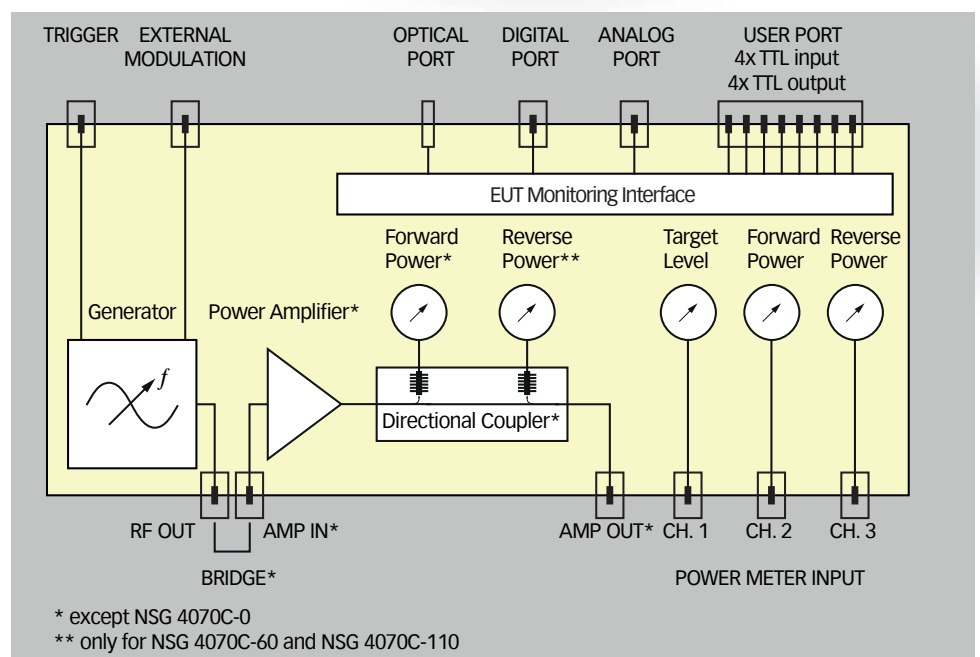 TRIGGER EXTERNAL MODULATION
OPTICAL PORT
DIGITAL PORT
ANALOG PORT
USER PORT
4x TTL input
4x TTL output
EUT Monitoring Interface
Forward Power*
Reverse Power**
Target Level
Forward Power
Reverse Power
Generator
Power Amplifier*
f
Directional Coupler*
RF OUT
AMP IN*
AMP OUT*
CH. 1
CH. 2
CH. 3
BRIDGE*
POWER METER INPUT
* except NSG 4070C-0
** only for NSG 4070C-60 and NSG 4070C-110